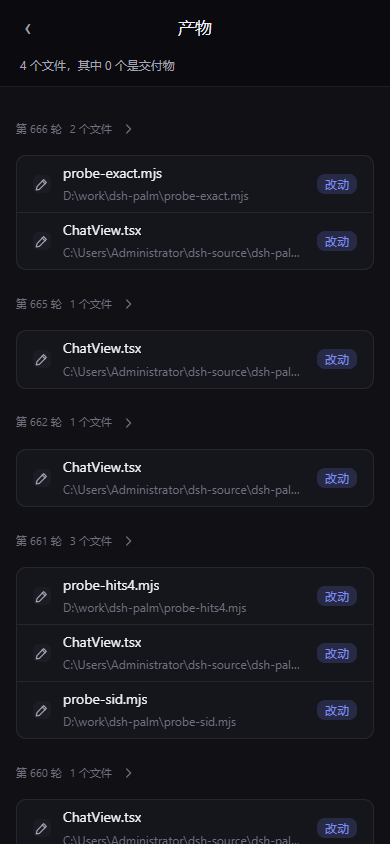 产物
4 个文件，其中 0 个是交付物
第 666 轮 2 个文件
probe-exact.mjs
改动
D:\work\dsh-palm\probe-exact.mjs
ChatView.tsx
改动
C:\Users\Administrator\dsh-source\dsh-pal...
第 665 轮 1 个文件
ChatView.tsx
改动
C:\Users\Administrator\dsh-source\dsh-pal...
第 662 轮 1 个文件
ChatView.tsx
改动
C:\Users\Administrator\dsh-source\dsh-pal...
第 661 轮 3 个文件
probe-hits4.mjs
改动
D:\work\dsh-palm\probe-hits4.mjs
ChatView.tsx
改动
C:\Users\Administrator\dsh-source\dsh-pal...
probe-sid.mjs
改动
D:\work\dsh-palm\probe-sid.mjs
第 660 轮 1 个文件
ChatView.tsx
改动
C:\Users\Administrator\dsh-source\dsh-pal...